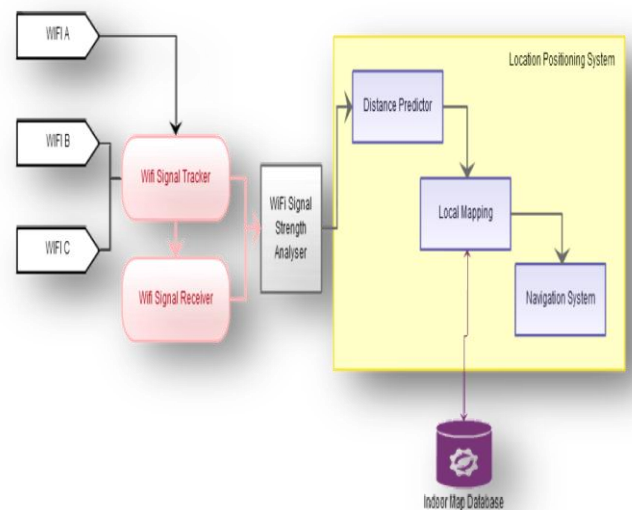 WIFI A
Location Positioning System
Distance Predictor
WIFI B
Wifi Signal Tracker
WiFi Signal
Strength
Analyser
Local Mapping
WIFI C
Wifi Signal Receiver
Navigation System
Indoor Map Database